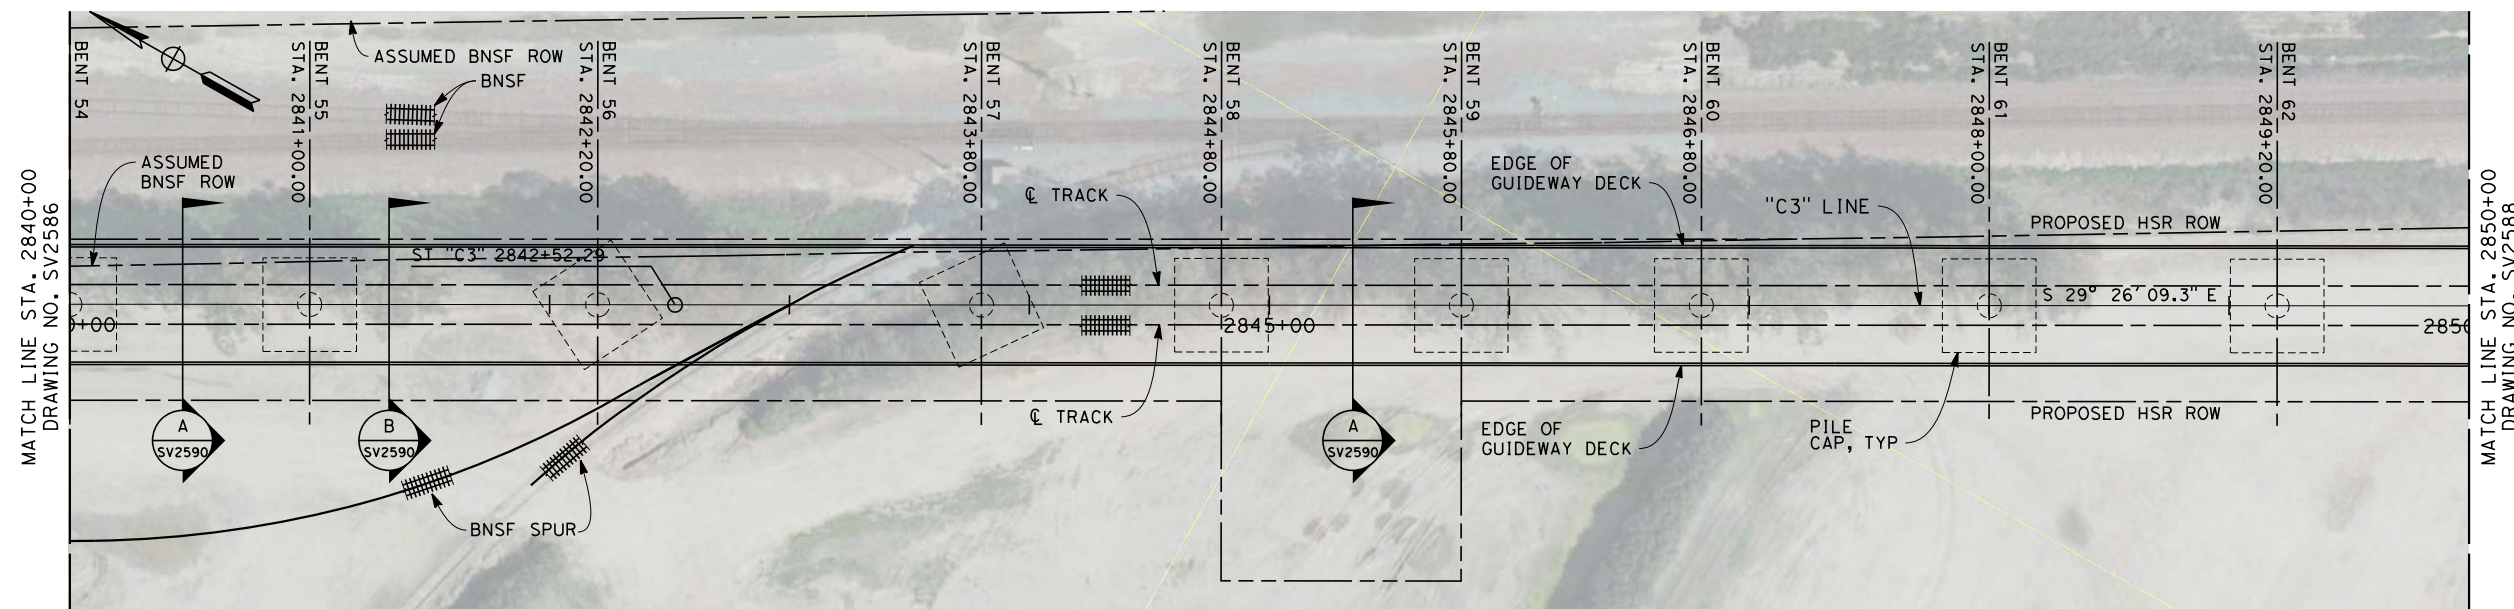 MATCH LINE STA. 2840+00
DRAWING NO. SV2586
BENT 54
BENT 55
STA. 2841+00.00
BENT 56
STA. 2842+20.00
BENT 57
STA. 2843+80.00
BENT 58
STA. 2844+80.00
BENT 59
STA. 2845+80.00
BENT 60
STA. 2846+80.00
BENT 61
STA. 2848+00.00
BENT 62
STA. 2849+20.00
ASSUMED BNSF ROW
BNSF
ASSUMED
BNSF ROW
℄ TRACK
EDGE OF
GUIDEWAY DECK
"C3" LINE
PROPOSED HSR ROW
ST "C3" 2842+52.29
S 29° 26' 09.3" E
0+00
2845+00
2850
℄ TRACK
EDGE OF
GUIDEWAY DECK
PILE
CAP, TYP
PROPOSED HSR ROW
A
SV2590
B
SV2590
A
SV2590
BNSF SPUR
MATCH LINE STA. 2850+00
DRAWING NO. SV2588